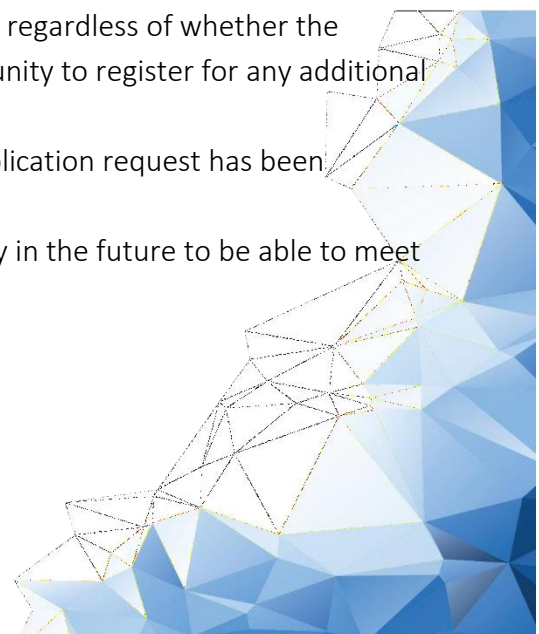 regardless of whether the
unity to register for any additional
lication request has been
y in the future to be able to meet